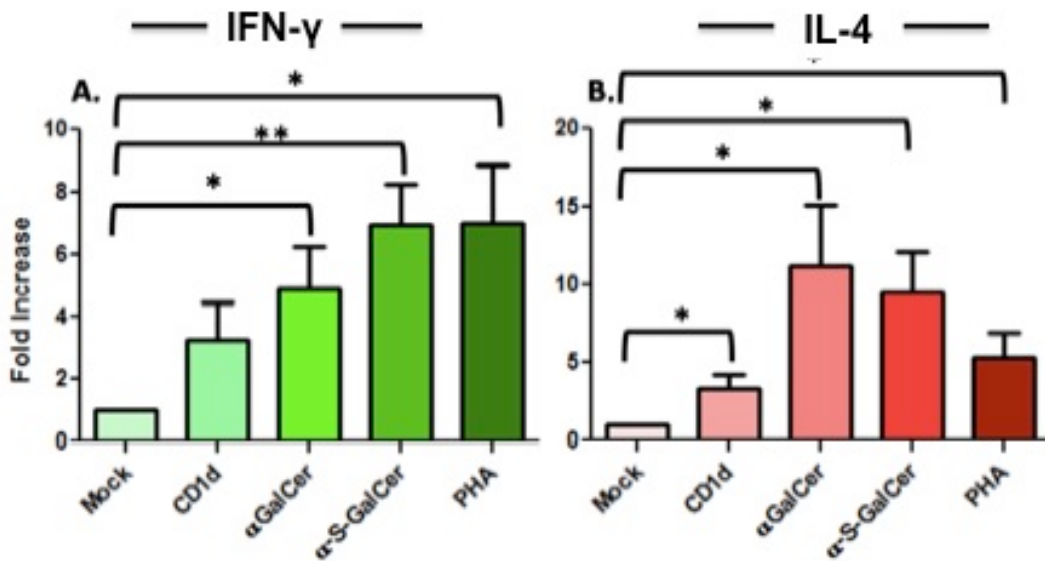 IFN-γ
IL-4
A.
*
**
*
10
8
6
4
2
0
Fold Increase
Mock
CD1d
αGalCer
α-S-GalCer
PHA
B.
*
*
*
20
15
10
5
0
Mock
CD1d
αGalCer
α-S-GalCer
PHA